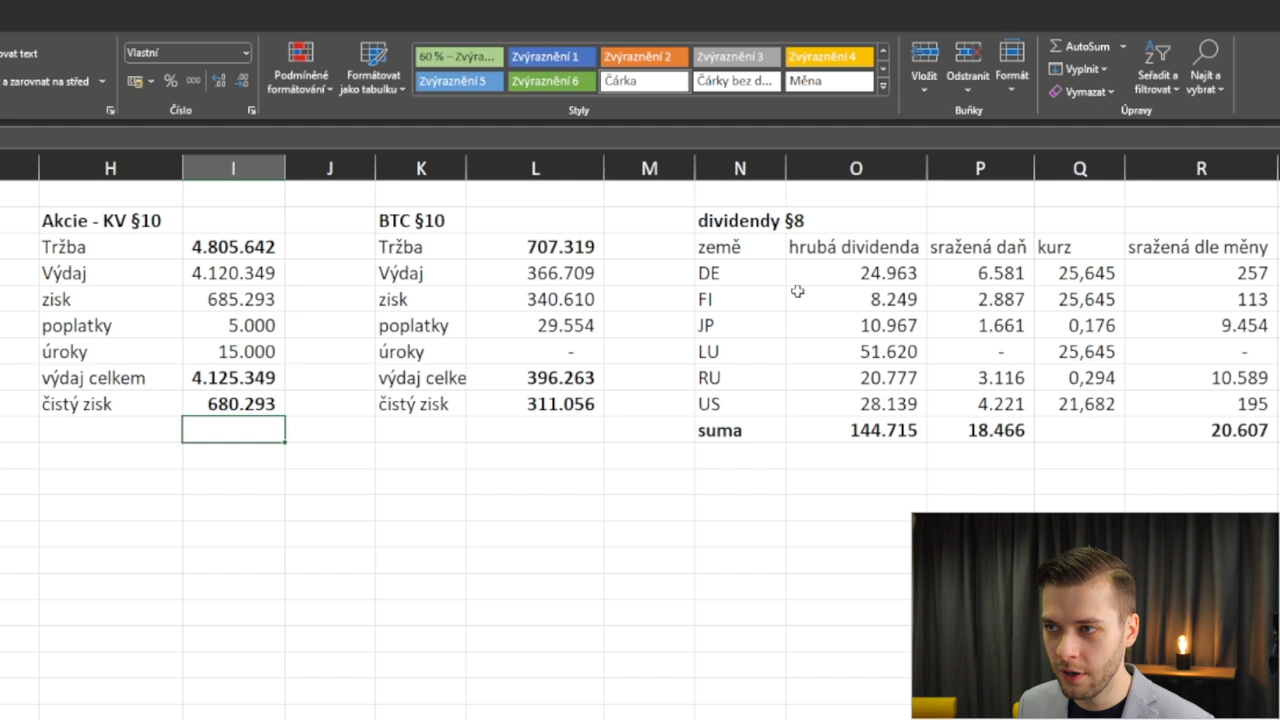 ovat text
Vlastní
Podmíněné formátování
Formátovat jako tabulku
60 % – Zvýra...
Zvýraznění 1
Zvýraznění 2
Zvýraznění 3
Zvýraznění 4
Vložit
Odstranit
Formát
AutoSum
Vyplnit
Vymazat
Seřadit a filtrovat
Najít a vybrat
a zarovnat na střed
% 000
Zvýraznění 5
Zvýraznění 6
Čárka
Čárky bez d...
Měna
Číslo
Styly
Buňky
Úpravy
H I J K L M N O P Q R
Akcie - KV §10 BTC §10 dividendy §8
Tržba 4.805.642 Tržba 707.319 země hrubá dividenda sražená daň kurz sražená dle měny
Výdaj 4.120.349 Výdaj 366.709 DE 24.963 6.581 25,645 257
zisk 685.293 zisk 340.610 FI 8.249 2.887 25,645 113
poplatky 5.000 poplatky 29.554 JP 10.967 1.661 0,176 9.454
úroky 15.000 úroky - LU 51.620 - 25,645 -
výdaj celkem 4.125.349 výdaj celke 396.263 RU 20.777 3.116 0,294 10.589
čistý zisk 680.293 čistý zisk 311.056 US 28.139 4.221 21,682 195
suma 144.715 18.466 20.607